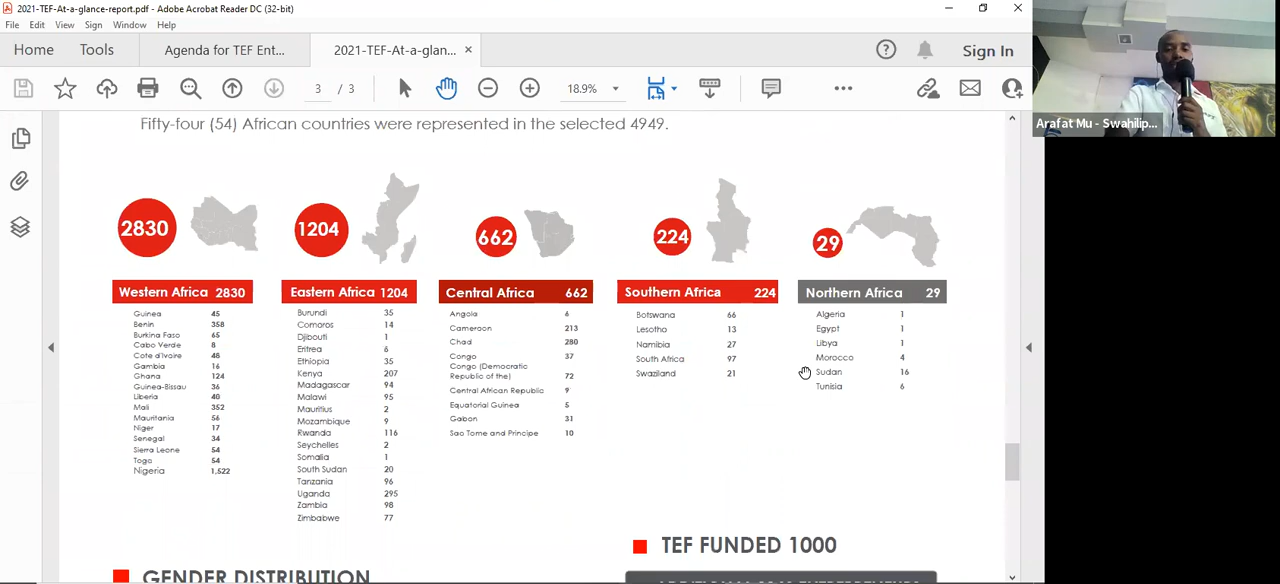 2021-TEF-At-a-glance-report.pdf - Adobe Acrobat Reader DC (32-bit)
File Edit View Sign Window Help
Home Tools Agenda for TEF Ent... 2021-TEF-At-a-glan... × Sign In
3 / 3 18.9%
Arafat Mu - Swahilip...
Fifty-four (54) African countries were represented in the selected 4949.
2830 1204 662 224 29
Western Africa 2830
Guinea 45
Benin 358
Burkina Faso 65
Cabo Verde 8
Cote d'Ivoire 48
Gambia 16
Ghana 124
Guinea-Bissau 36
Liberia 40
Mali 352
Mauritania 56
Niger 17
Senegal 34
Sierra Leone 54
Togo 54
Nigeria 1,522
Eastern Africa 1204
Burundi 35
Comoros 14
Djibouti 1
Eritrea 6
Ethiopia 35
Kenya 207
Madagascar 94
Malawi 95
Mauritius 2
Mozambique 9
Rwanda 116
Seychelles 2
Somalia 1
South Sudan 20
Tanzania 96
Uganda 295
Zambia 98
Zimbabwe 77
Central Africa 662
Angola 6
Cameroon 213
Chad 280
Congo 37
Congo (Democratic
Republic of the) 72
Central African Republic 9
Equatorial Guinea 5
Gabon 31
Sao Tome and Principe 10
Southern Africa 224
Botswana 66
Lesotho 13
Namibia 27
South Africa 97
Swaziland 21
Northern Africa 29
Algeria 1
Egypt 1
Libya 1
Morocco 4
Sudan 16
Tunisia 6
TEF FUNDED 1000
GENDER DISTRIBUTION